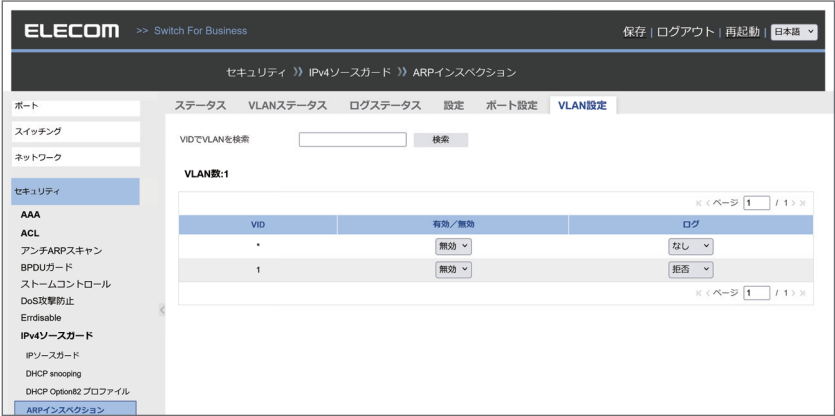 ELECOM >> Switch For Business
保存 | ログアウト | 再起動 | 日本語
セキュリティ 》 IPv4ソースガード 》 ARPインスペクション
ポート
スイッチング
ネットワーク
セキュリティ
AAA
ACL
アンチARPスキャン
BPDUガード
ストームコントロール
DoS攻撃防止
Errdisable
IPv4ソースガード
IPソースガード
DHCP snooping
DHCP Option82 プロファイル
ARPインスペクション
ステータス VLANステータス ログステータス 設定 ポート設定 VLAN設定
VIDでVLANを検索 検索
VLAN数:1
ページ 1 / 1
VID 有効／無効 ログ
* 無効 なし
1 無効 拒否
ページ 1 / 1